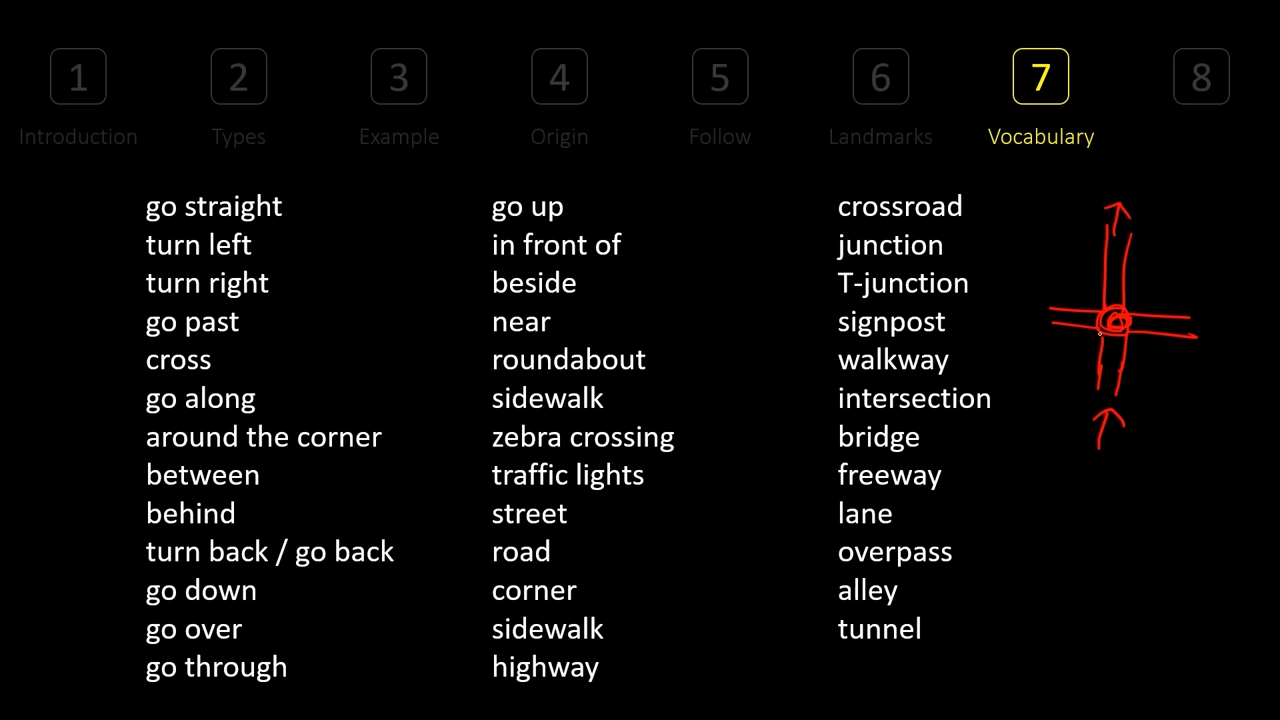 1 2 3 4 5 6 7 8
Introduction Types Example Origin Follow Landmarks Vocabulary
go straight
turn left
turn right
go past
cross
go along
around the corner
between
behind
turn back / go back
go down
go over
go through
go up
in front of
beside
near
roundabout
sidewalk
zebra crossing
traffic lights
street
road
corner
sidewalk
highway
crossroad
junction
T-junction
signpost
walkway
intersection
bridge
freeway
lane
overpass
alley
tunnel